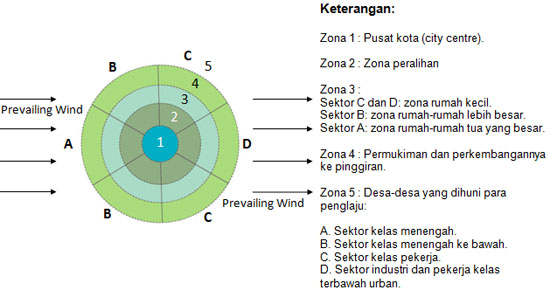 B
C
5
4
3
2
1
Prevailing Wind
A
D
B
C
Prevailing Wind
Keterangan:
Zona 1 : Pusat kota (city centre).
Zona 2 : Zona peralihan
Zona 3 :
Sektor C dan D: zona rumah kecil.
Sektor B: zona rumah-rumah lebih besar.
Sektor A: zona rumah-rumah tua yang besar.
Zona 4 : Permukiman dan perkembangannya
ke pinggiran.
Zona 5 : Desa-desa yang dihuni para
penglaju:
A. Sektor kelas menengah.
B. Sektor kelas menengah ke bawah.
C. Sektor kelas pekerja.
D. Sektor industri dan pekerja kelas
terbawah urban.